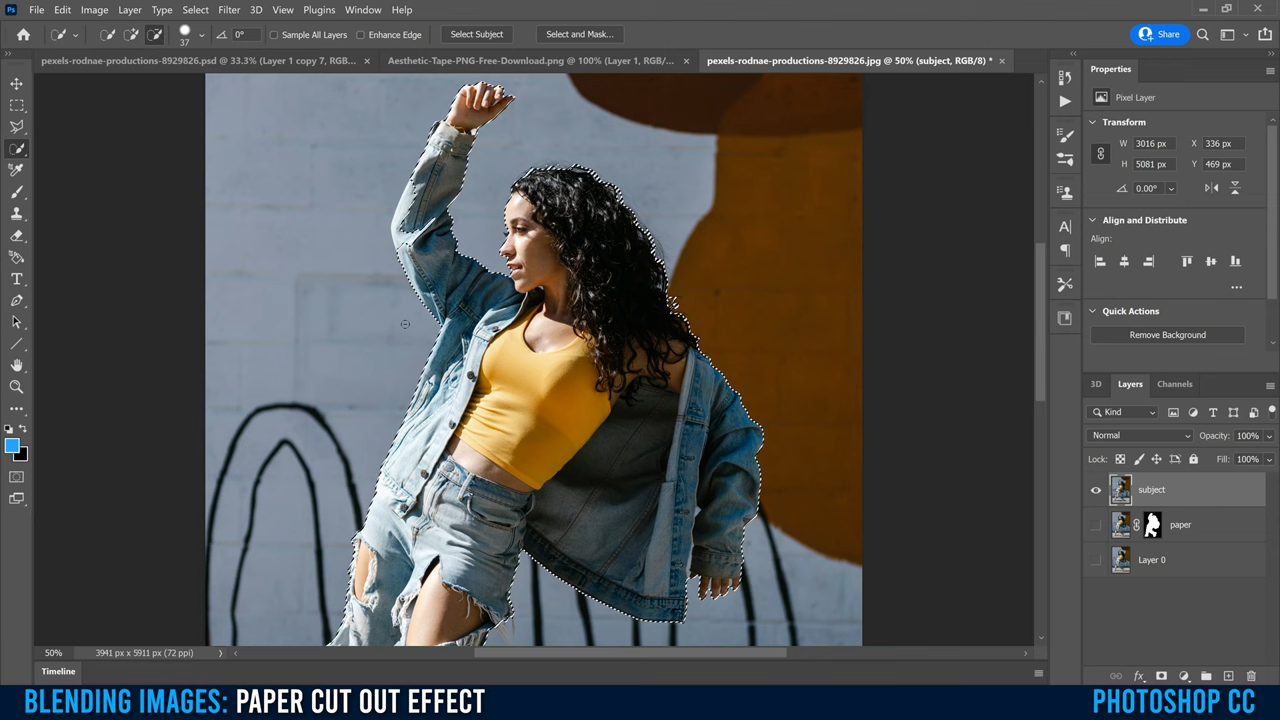 Ps File Edit Image Layer Type Select Filter 3D View Plugins Window Help
37 0° Sample All Layers Enhance Edge Select Subject Select and Mask... Share
pexels-rodnae-productions-8929826.psd @ 33.3% (Layer 1 copy 7, RGB... × Aesthetic-Tape-PNG-Free-Download.png @ 100% (Layer 1, RGB/... × pexels-rodnae-productions-8929826.jpg @ 50% (subject, RGB/8) * ×
Properties
Pixel Layer
Transform
W 3016 px X 336 px
H 5081 px Y 469 px
0.00°
Align and Distribute
Align:
Quick Actions
Remove Background
3D Layers Channels
Kind
Normal Opacity: 100%
Lock: Fill: 100%
subject
paper
Layer 0
50% 3941 px x 5911 px (72 ppi)
Timeline
BLENDING IMAGES: PAPER CUT OUT EFFECT PHOTOSHOP CC